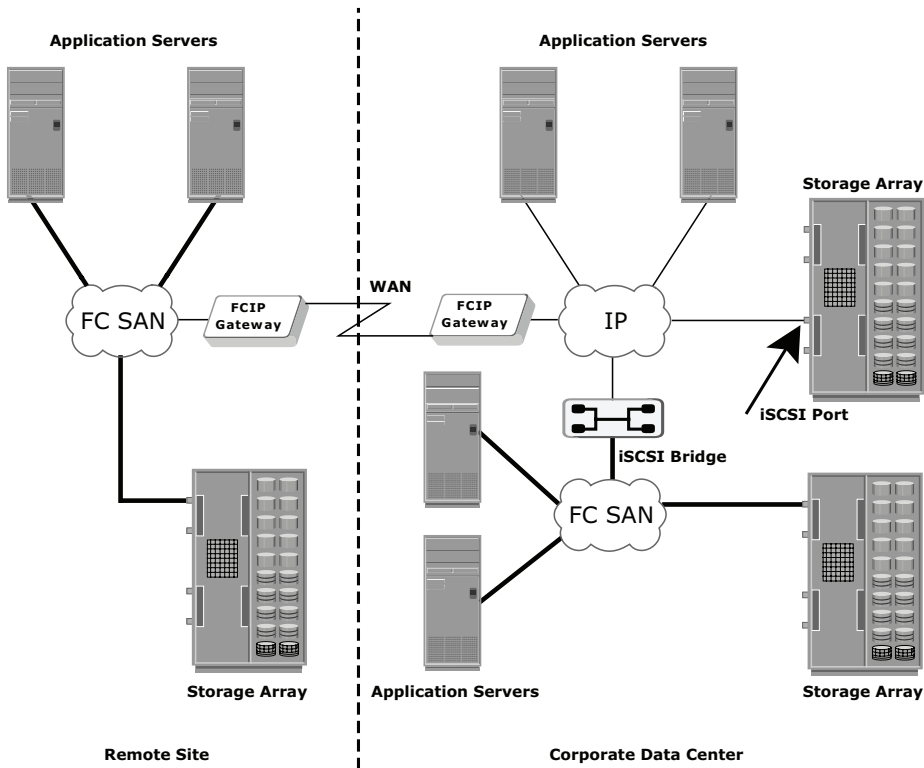 Application Servers
Application Servers
Storage Array
WAN
FC SAN
FCIP
Gateway
FCIP
Gateway
IP
iSCSI Port
iSCSI Bridge
FC SAN
Storage Array
Application Servers
Storage Array
Remote Site
Corporate Data Center